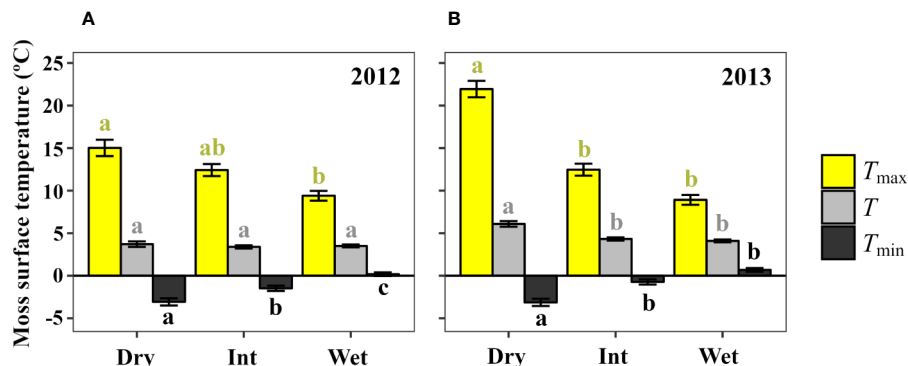 A
B
Moss surface temperature (ºC)
25
20
15
10
5
0
-5
2012
a
ab
b
a
a
a
a
b
c
Dry
Int
Wet
2013
a
b
b
a
b
b
a
b
b
Dry
Int
Wet
Tmax
T
Tmin